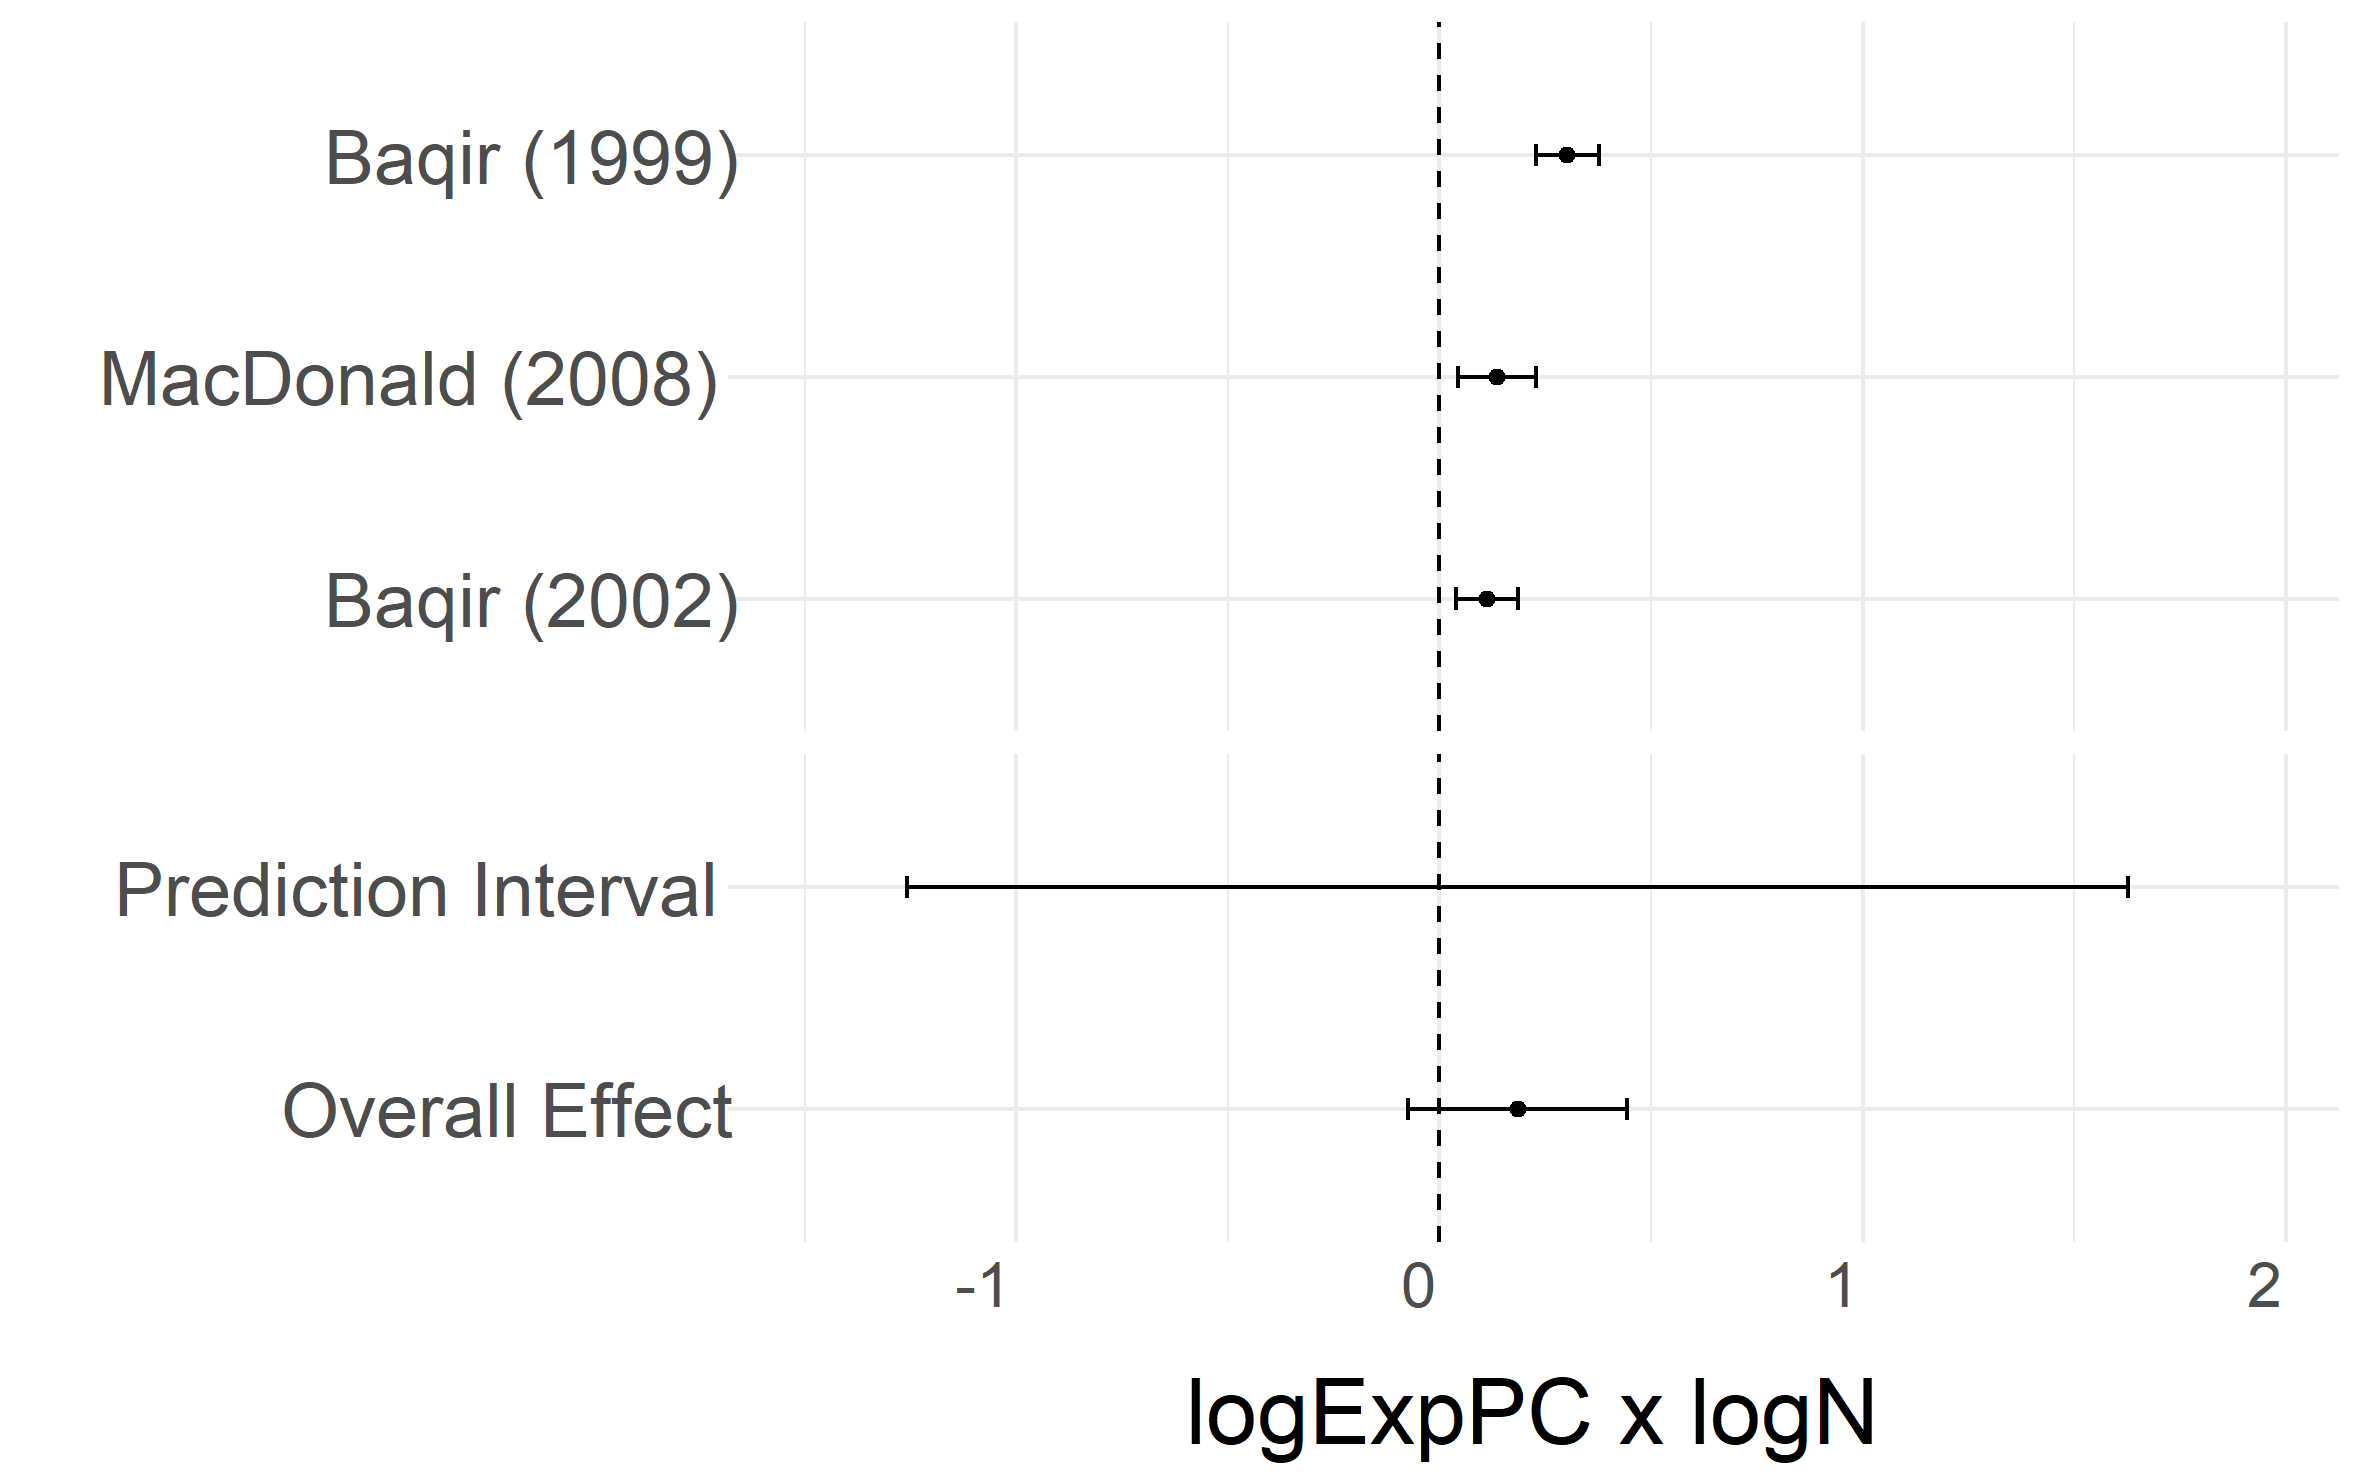 Baqir (1999)
MacDonald (2008)
Baqir (2002)
Prediction Interval
Overall Effect
-1 0 1 2
logExpPC x logN